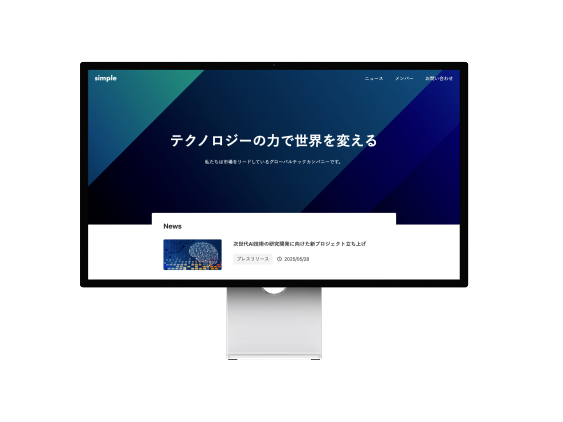 simple
ニュース メンバー お問い合わせ
テクノロジーの力で世界を変える
私たちは市場をリードしているグローバルテックカンパニーです。
News
次世代AI技術の研究開発に向けた新プロジェクト立ち上げ
プレスリリース 2025/05/28